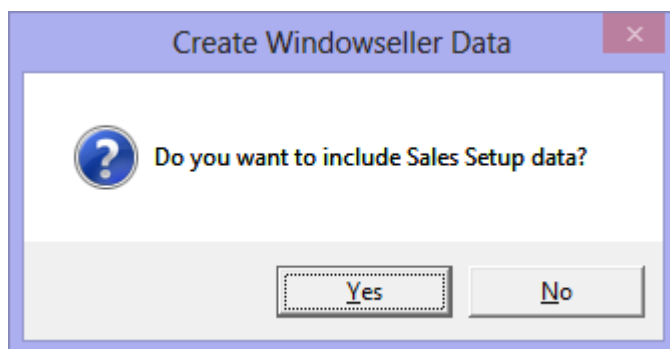 Create Windowseller Data
Do you want to include Sales Setup data?
Yes
No